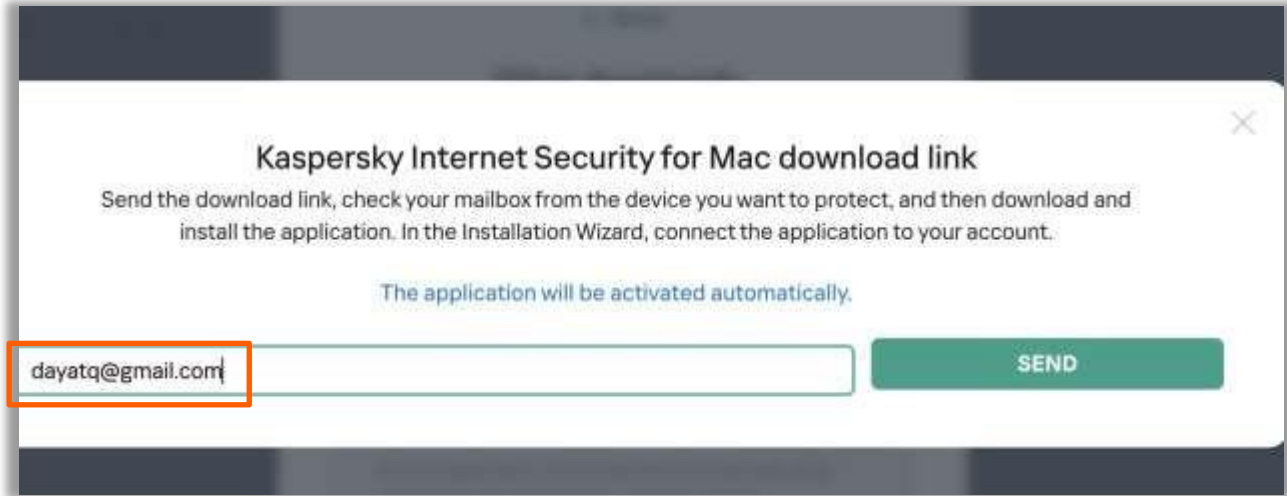 Kaspersky Internet Security for Mac download link
Send the download link, check your mailbox from the device you want to protect, and then download and
install the application. In the Installation Wizard, connect the application to your account.
The application will be activated automatically.
dayatq@gmail.com
SEND